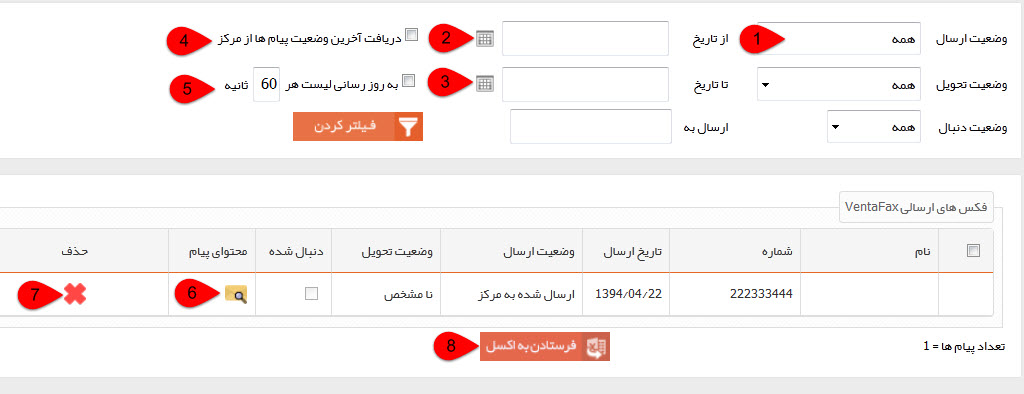 وضعیت ارسال همه 1 از تاریخ 2 دریافت آخرین وضعیت پیام ها از مرکز 4
وضعیت تحویل همه تا تاریخ 3 به روز رسانی لیست هر 60 ثانیه 5
وضعیت دنبال همه ارسال به فیلتر کردن
فکس های ارسالی VentaFax
نام شماره تاریخ ارسال وضعیت ارسال وضعیت تحویل دنبال شده محتوای پیام حذف
222333444 1394/04/22 ارسال شده به مرکز نا مشخص 6 7
تعداد پیام ها = 1 فرستادن به اکسل 8